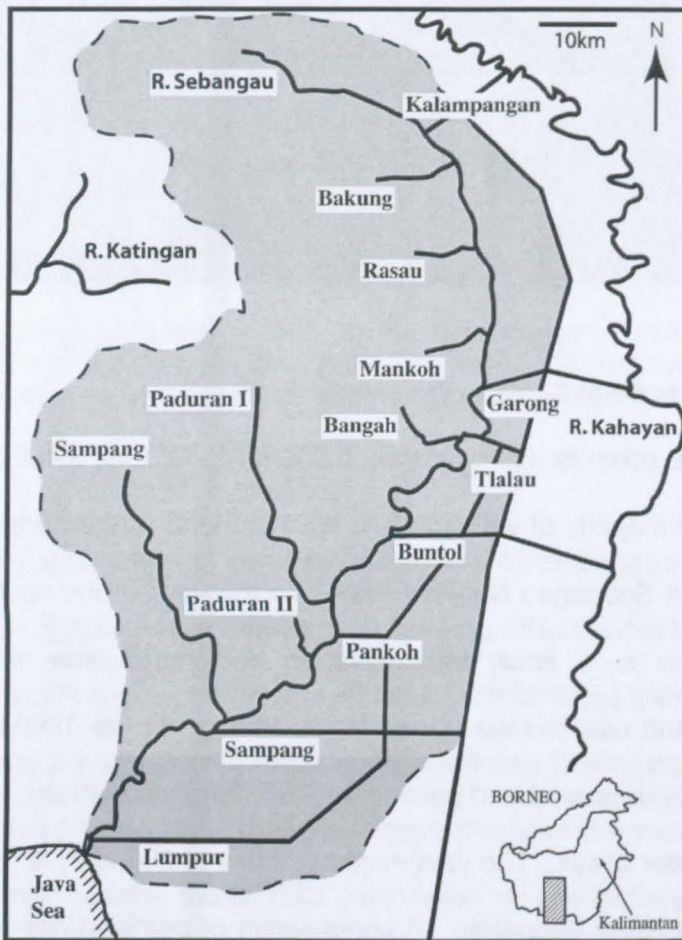 10km
N
R. Sebangau
Kalampangan
Bakung
R. Katingan
Rasau
Mankoh
Paduran I
Garong
Bangah
R. Kahayan
Sampang
Tlalau
Buntol
Paduran II
Pankoh
Sampang
BORNEO
Lumpur
Java
Sea
Kalimantan